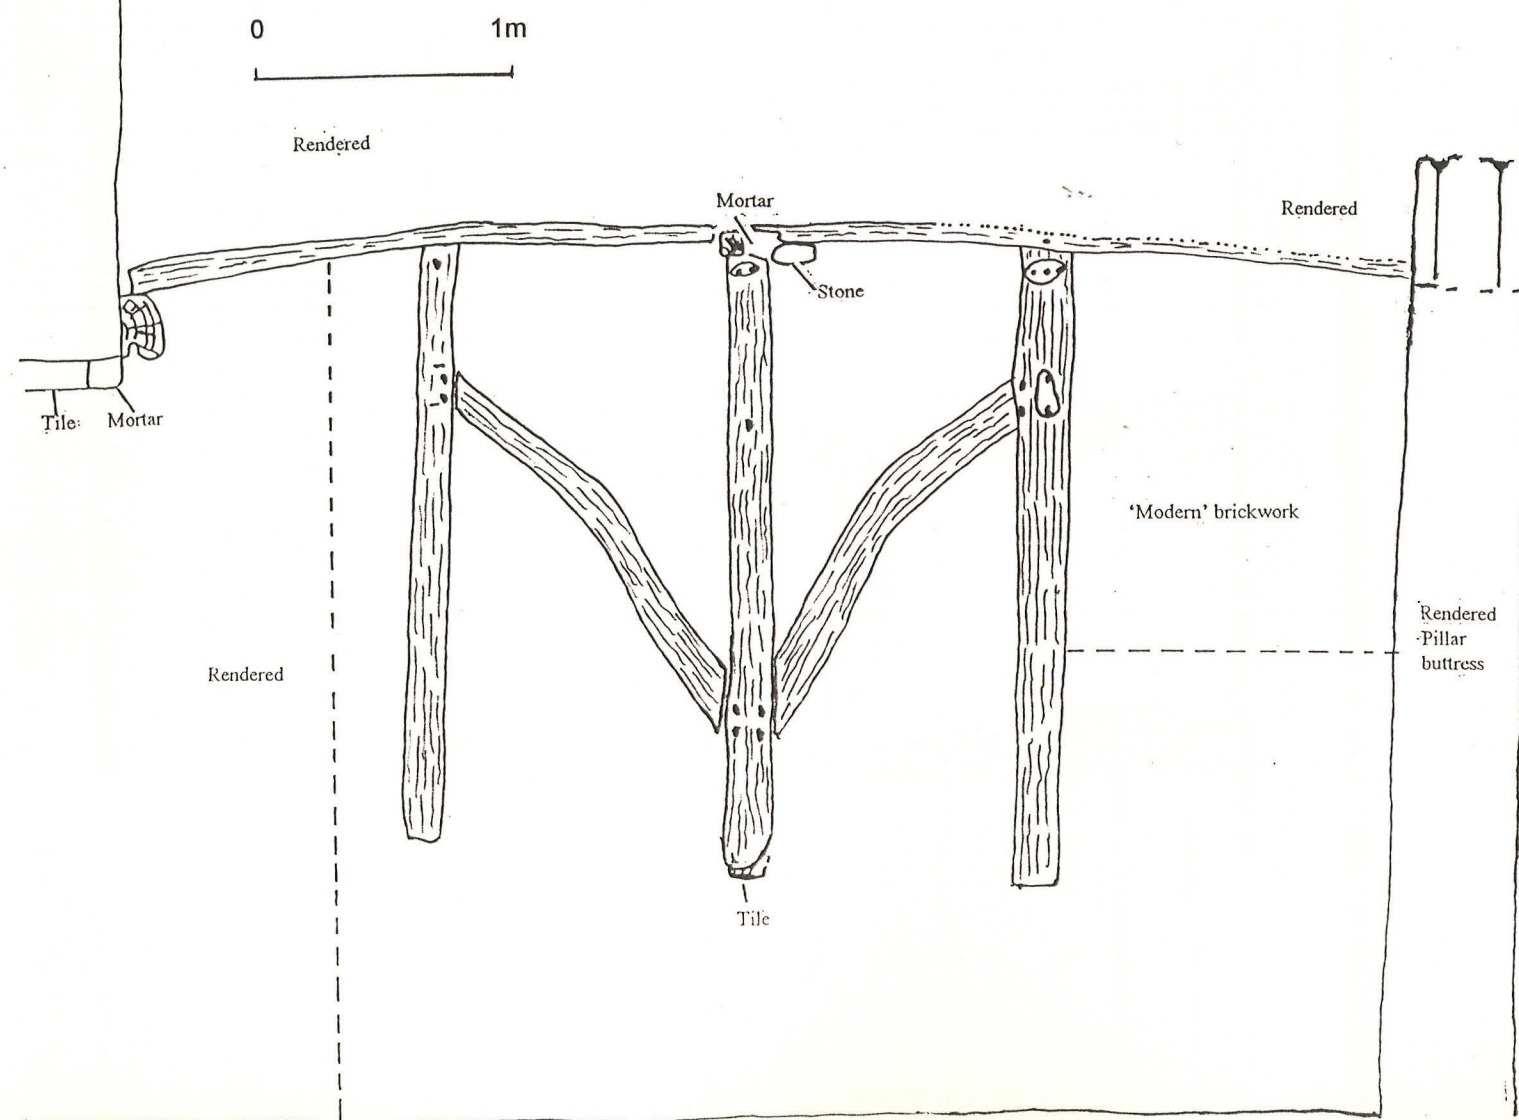 0 1m
Rendered
Mortar
Rendered
Stone
Tile
Mortar
'Modern' brickwork
Rendered
Pillar
buttress
Rendered
Tile